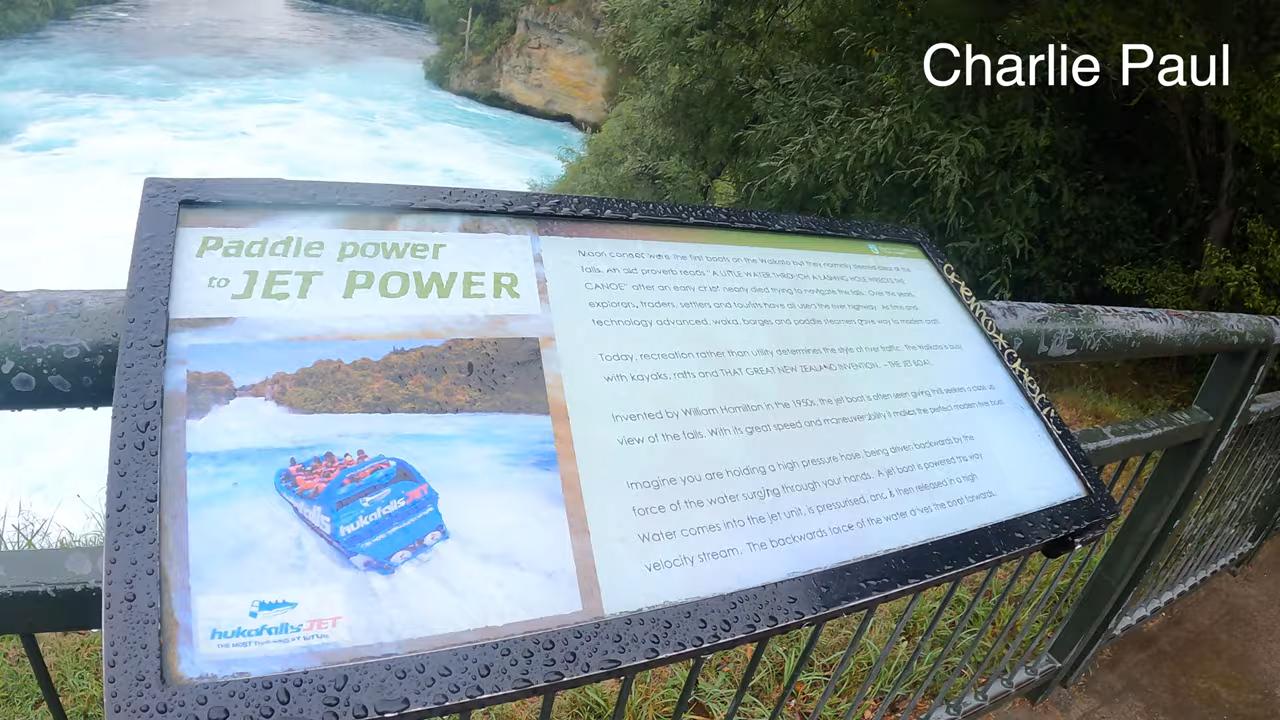 Charlie Paul
Paddle power
to JET POWER
Maori canoes were the first boats on the Waikato but they normally steered clear of the
falls. An old proverb reads "A LITTLE WATER THROUGH A LASHING HOLE WRECKS THE
CANOE" after an early chief nearly died trying to navigate the falls. Over the years,
explorers, traders, settlers and tourists have all used the river highway. As time and
technology advanced, waka, barges and paddle steamers gave way to modern craft.
Today, recreation rather than utility determines the style of river traffic. The Waikato is busy
with kayaks, rafts and THAT GREAT NEW ZEALAND INVENTION, - THE JET BOAT.
Invented by William Hamilton in the 1950s, the jet boat is often seen giving thrill seekers a close up
view of the falls. With its great speed and maneuverability it makes the perfect modern river boat.
Imagine you are holding a high pressure hose, being driven backwards by the
force of the water surging through your hands. A jet boat is powered this way
Water comes into the jet unit, is pressurised, and is then released in a high
velocity stream. The backwards force of the water drives the boat forwards.
hukafallsJET
hukafallsJET
THE MOST